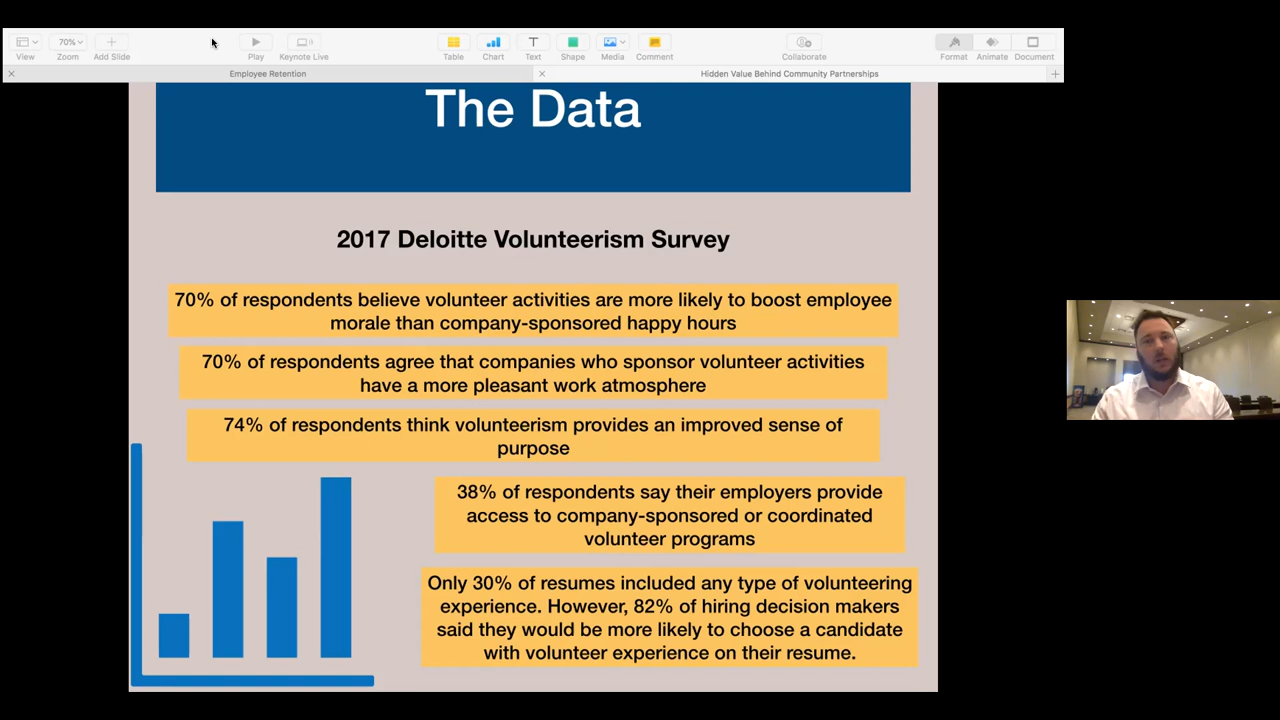 View
70%
Zoom
Add Slide
Play
Keynote Live
Table
Chart
T
Text
Shape
Media
Comment
Collaborate
Format
Animate
Document
Employee Retention
Hidden Value Behind Community Partnerships
The Data
2017 Deloitte Volunteerism Survey
70% of respondents believe volunteer activities are more likely to boost employee
morale than company-sponsored happy hours
70% of respondents agree that companies who sponsor volunteer activities
have a more pleasant work atmosphere
74% of respondents think volunteerism provides an improved sense of
purpose
38% of respondents say their employers provide
access to company-sponsored or coordinated
volunteer programs
Only 30% of resumes included any type of volunteering
experience. However, 82% of hiring decision makers
said they would be more likely to choose a candidate
with volunteer experience on their resume.